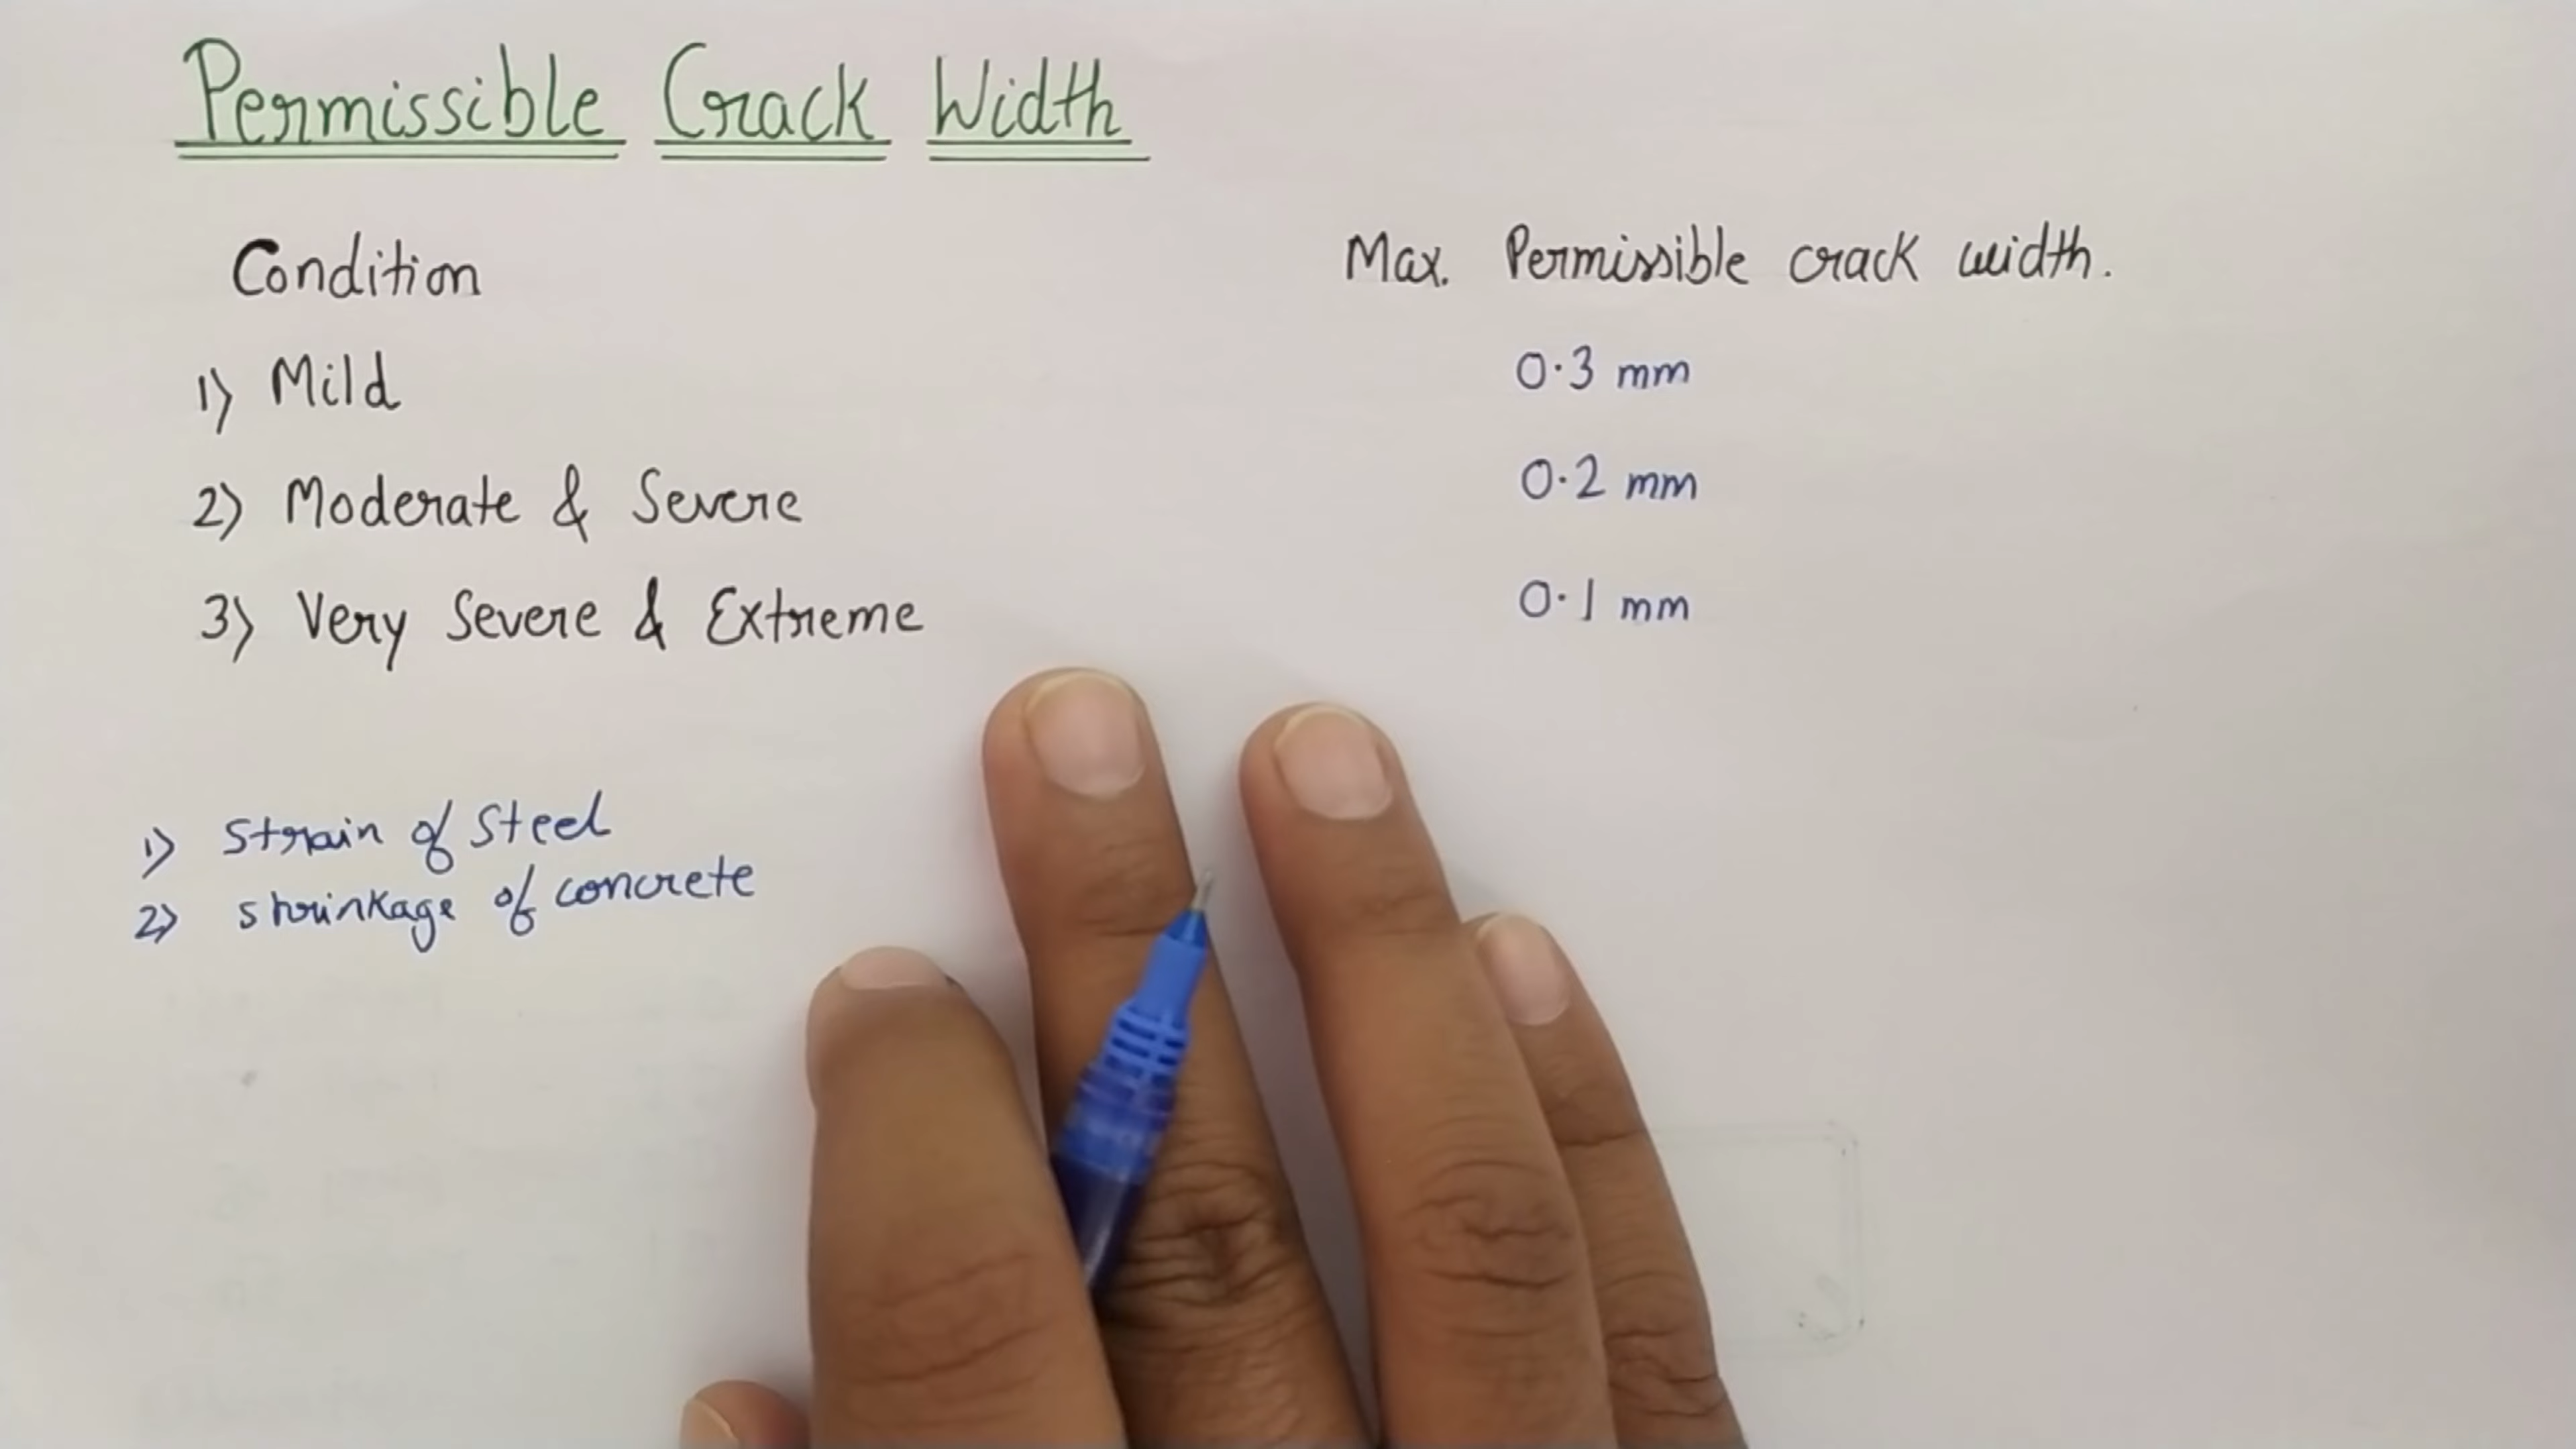 Permissible Crack Width
Condition Max. Permissible crack width.
1) Mild 0.3 mm
2) Moderate & Severe 0.2 mm
3) Very Severe & Extreme 0.1 mm
1) Strain of Steel
2) shrinkage of concrete